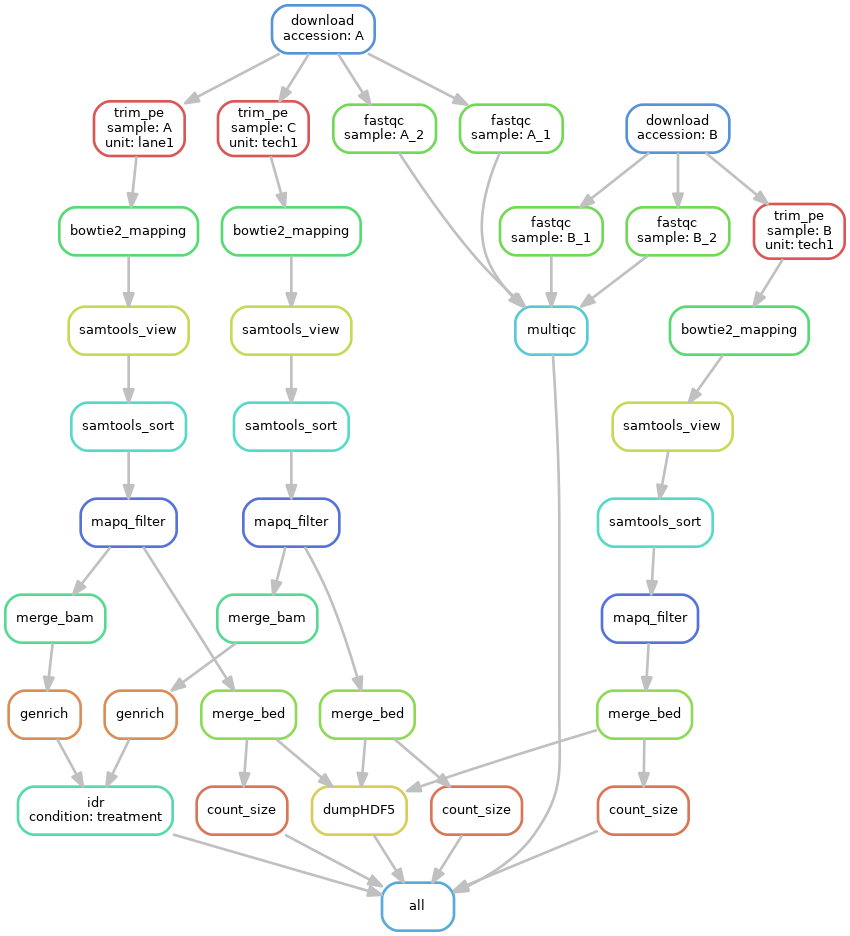 download
accession: A
trim_pe
sample: A
unit: lane1
trim_pe
sample: C
unit: tech1
fastqc
sample: A_2
fastqc
sample: A_1
download
accession: B
bowtie2_mapping
bowtie2_mapping
fastqc
sample: B_1
fastqc
sample: B_2
trim_pe
sample: B
unit: tech1
samtools_view
samtools_view
multiqc
bowtie2_mapping
samtools_sort
samtools_sort
samtools_view
mapq_filter
mapq_filter
samtools_sort
merge_bam
merge_bam
mapq_filter
genrich
genrich
merge_bed
merge_bed
merge_bed
idr
condition: treatment
count_size
dumpHDF5
count_size
count_size
all